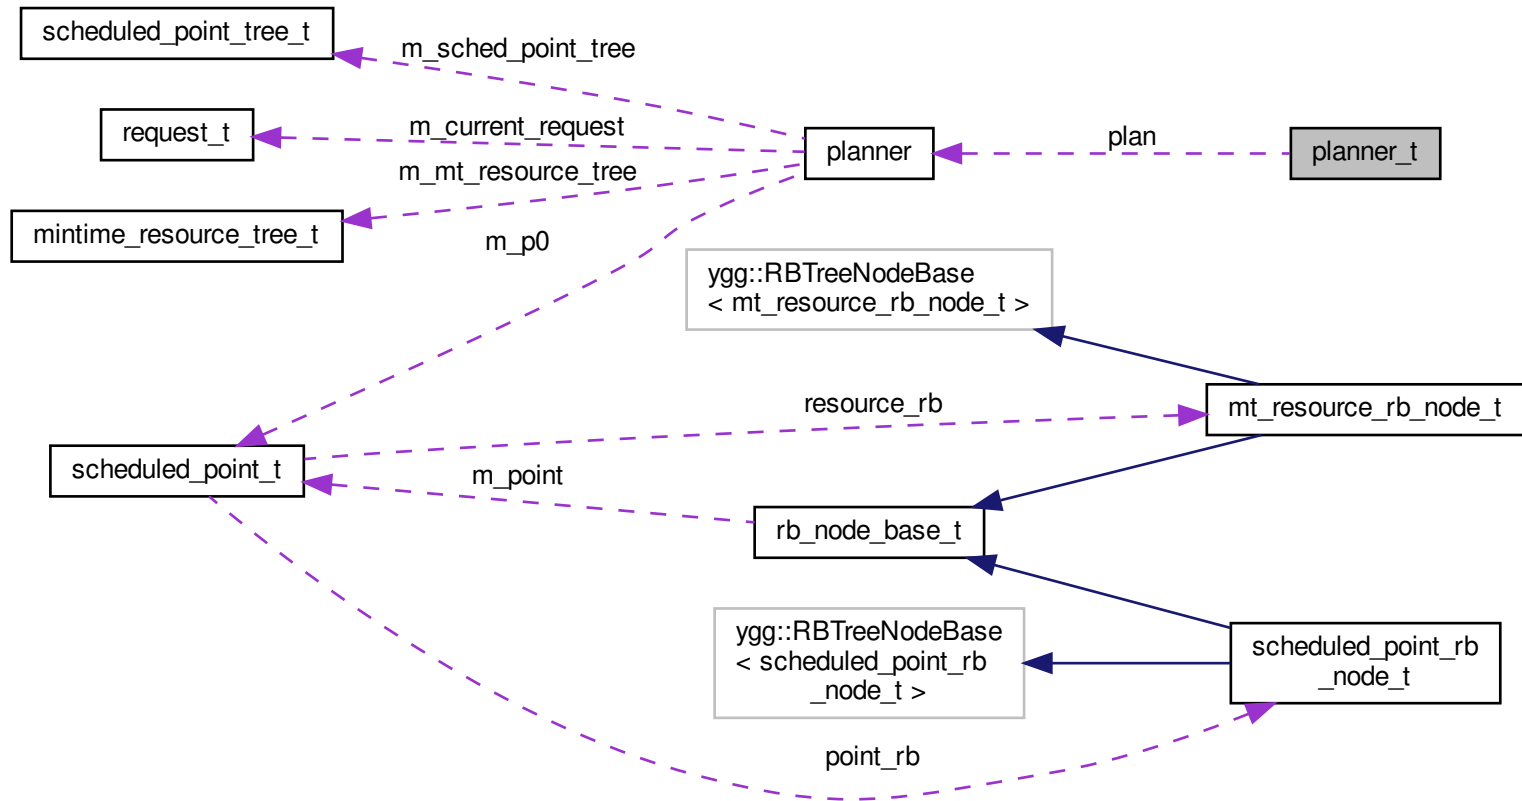 scheduled_point_tree_t
m_sched_point_tree
request_t
m_current_request
planner
plan
planner_t
m_mt_resource_tree
mintime_resource_tree_t
m_p0
ygg::RBTreeNodeBase
< mt_resource_rb_node_t >
resource_rb
mt_resource_rb_node_t
scheduled_point_t
m_point
rb_node_base_t
ygg::RBTreeNodeBase
< scheduled_point_rb
_node_t >
scheduled_point_rb
_node_t
point_rb